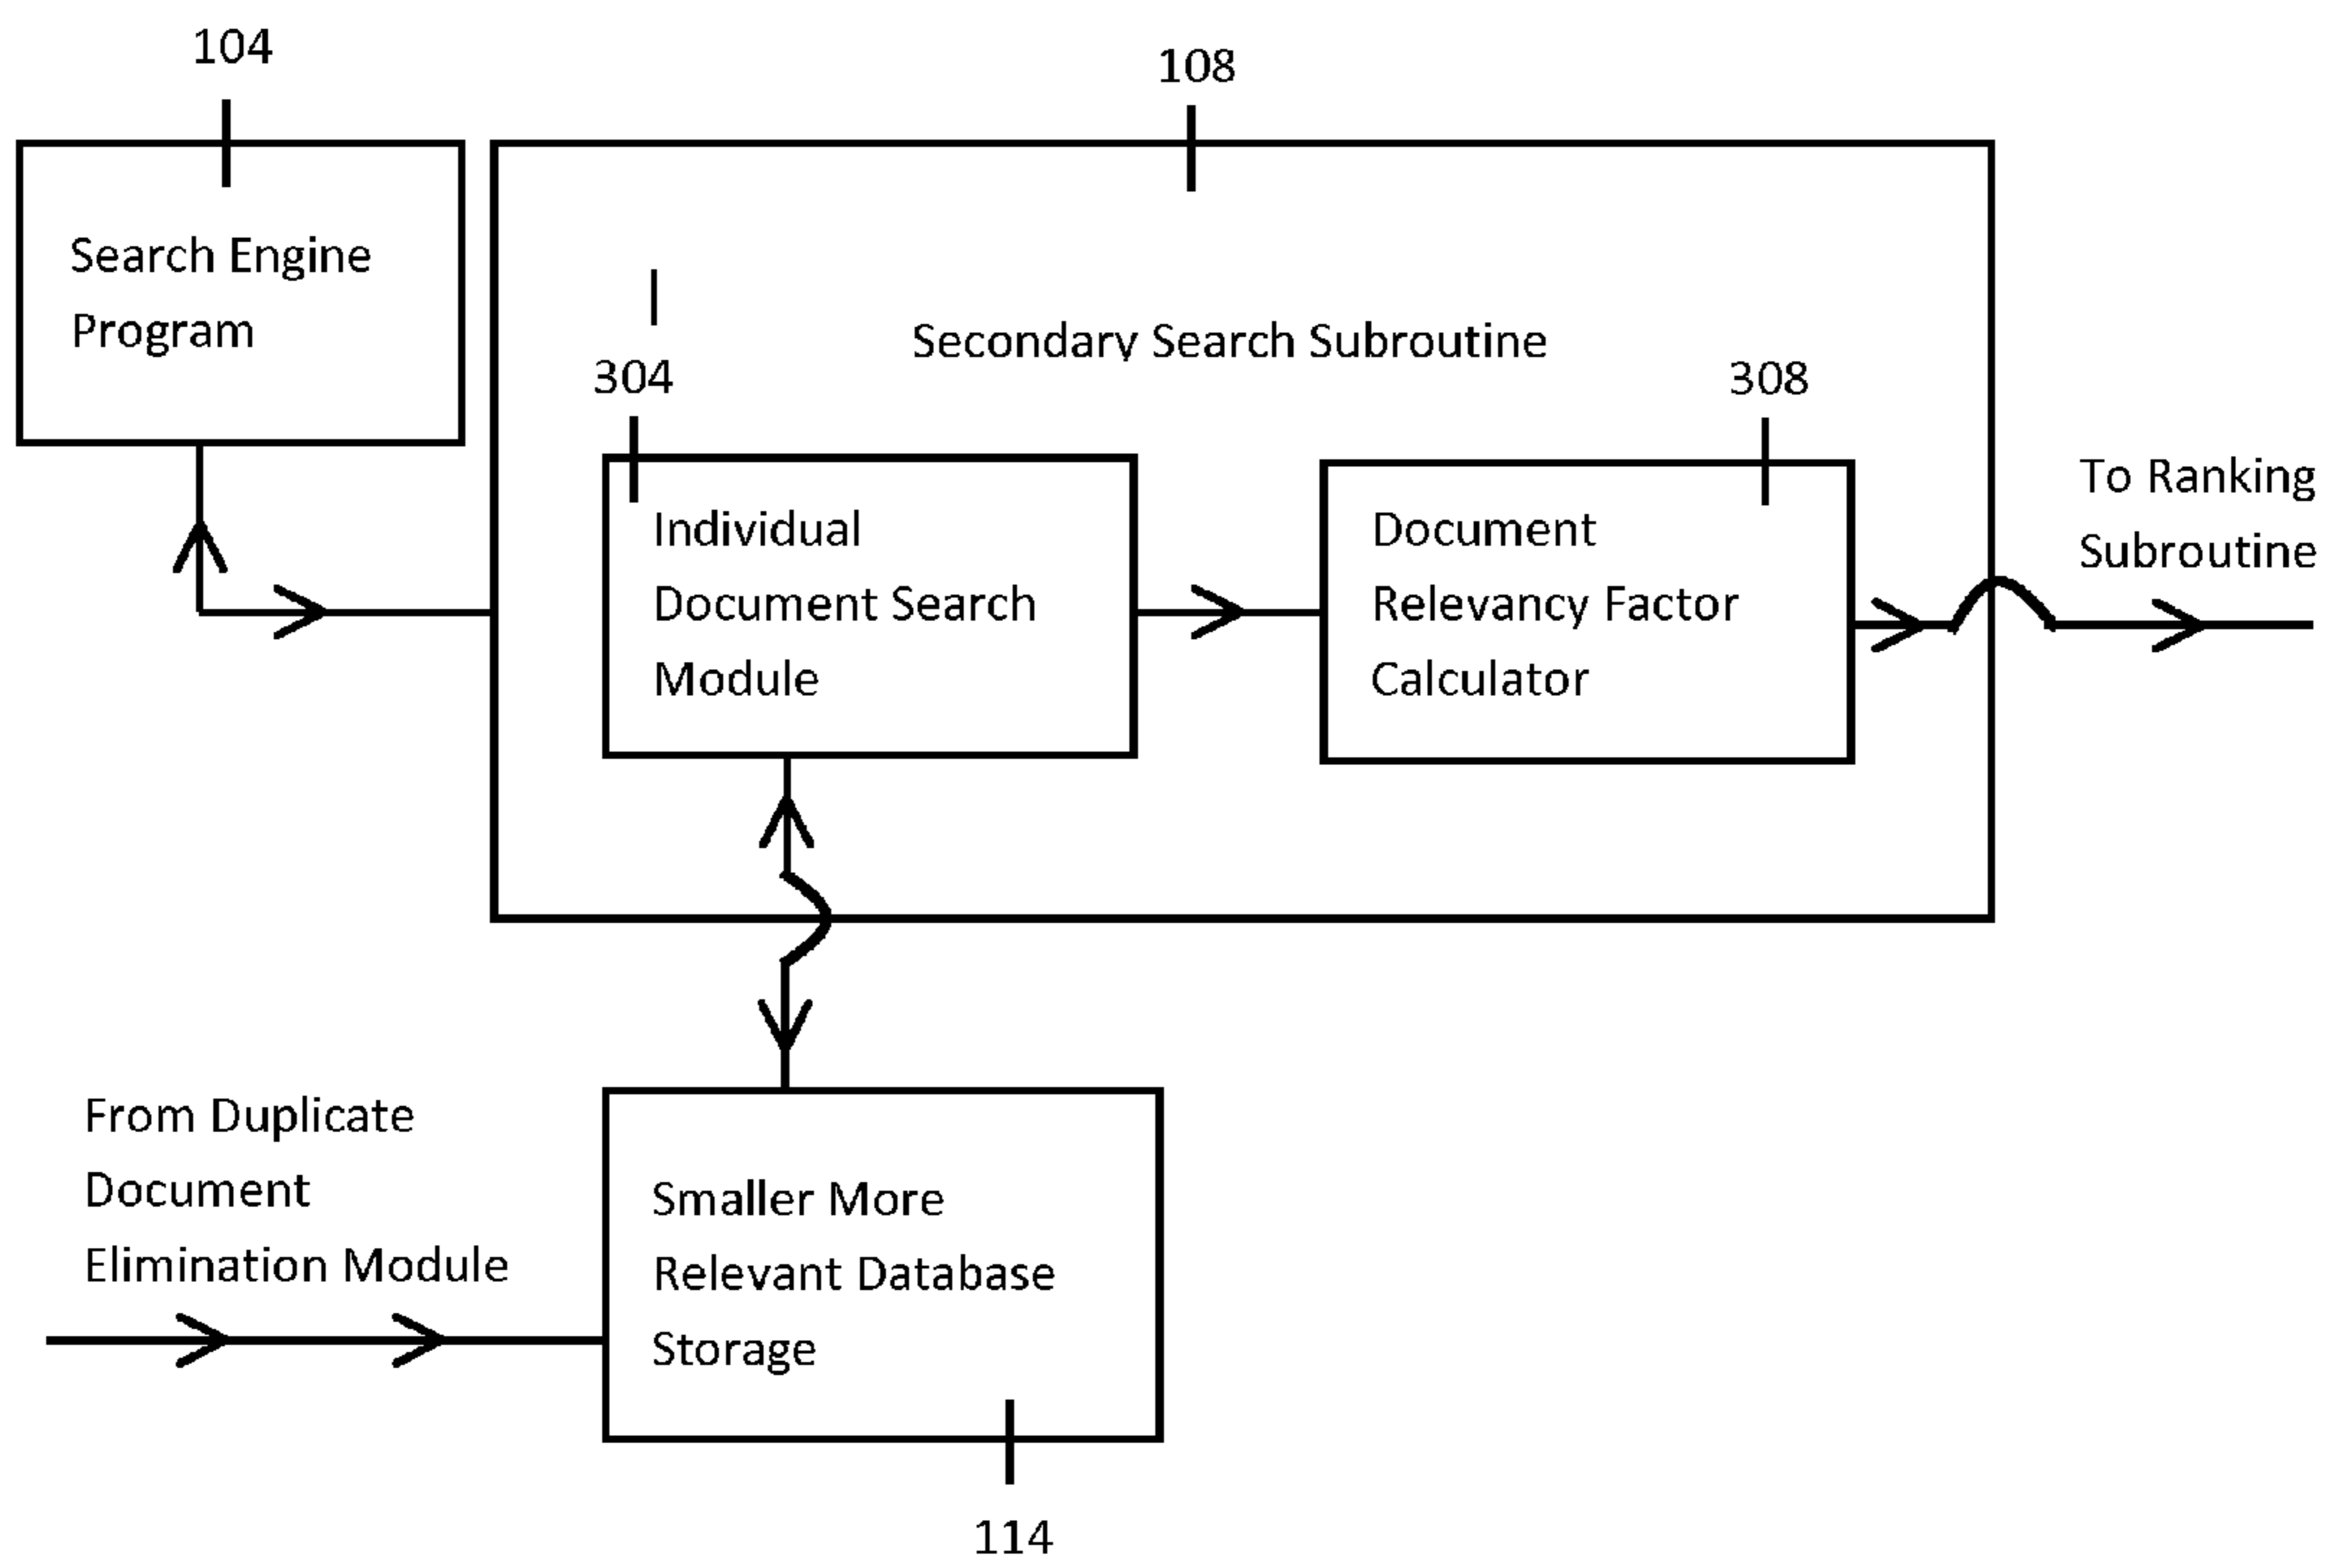 104
108
Search Engine
Program
Secondary Search Subroutine
304
308
Individual
Document Search
Module
Document
Relevancy Factor
Calculator
To Ranking
Subroutine
From Duplicate
Document
Elimination Module
Smaller More
Relevant Database
Storage
114